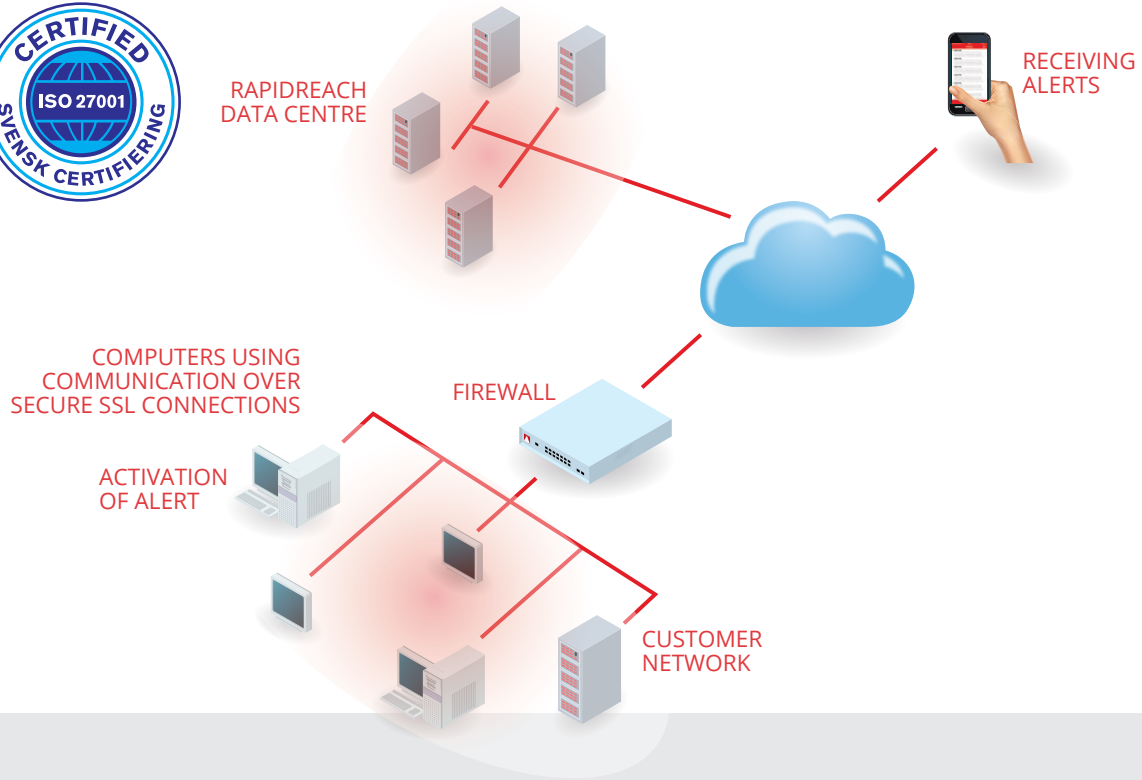 CERTIFIED
ISO 27001
SVENSK CERTIFIERING
RAPIDREACH
DATA CENTRE
RECEIVING
ALERTS
COMPUTERS USING
COMMUNICATION OVER
SECURE SSL CONNECTIONS
FIREWALL
ACTIVATION
OF ALERT
CUSTOMER
NETWORK